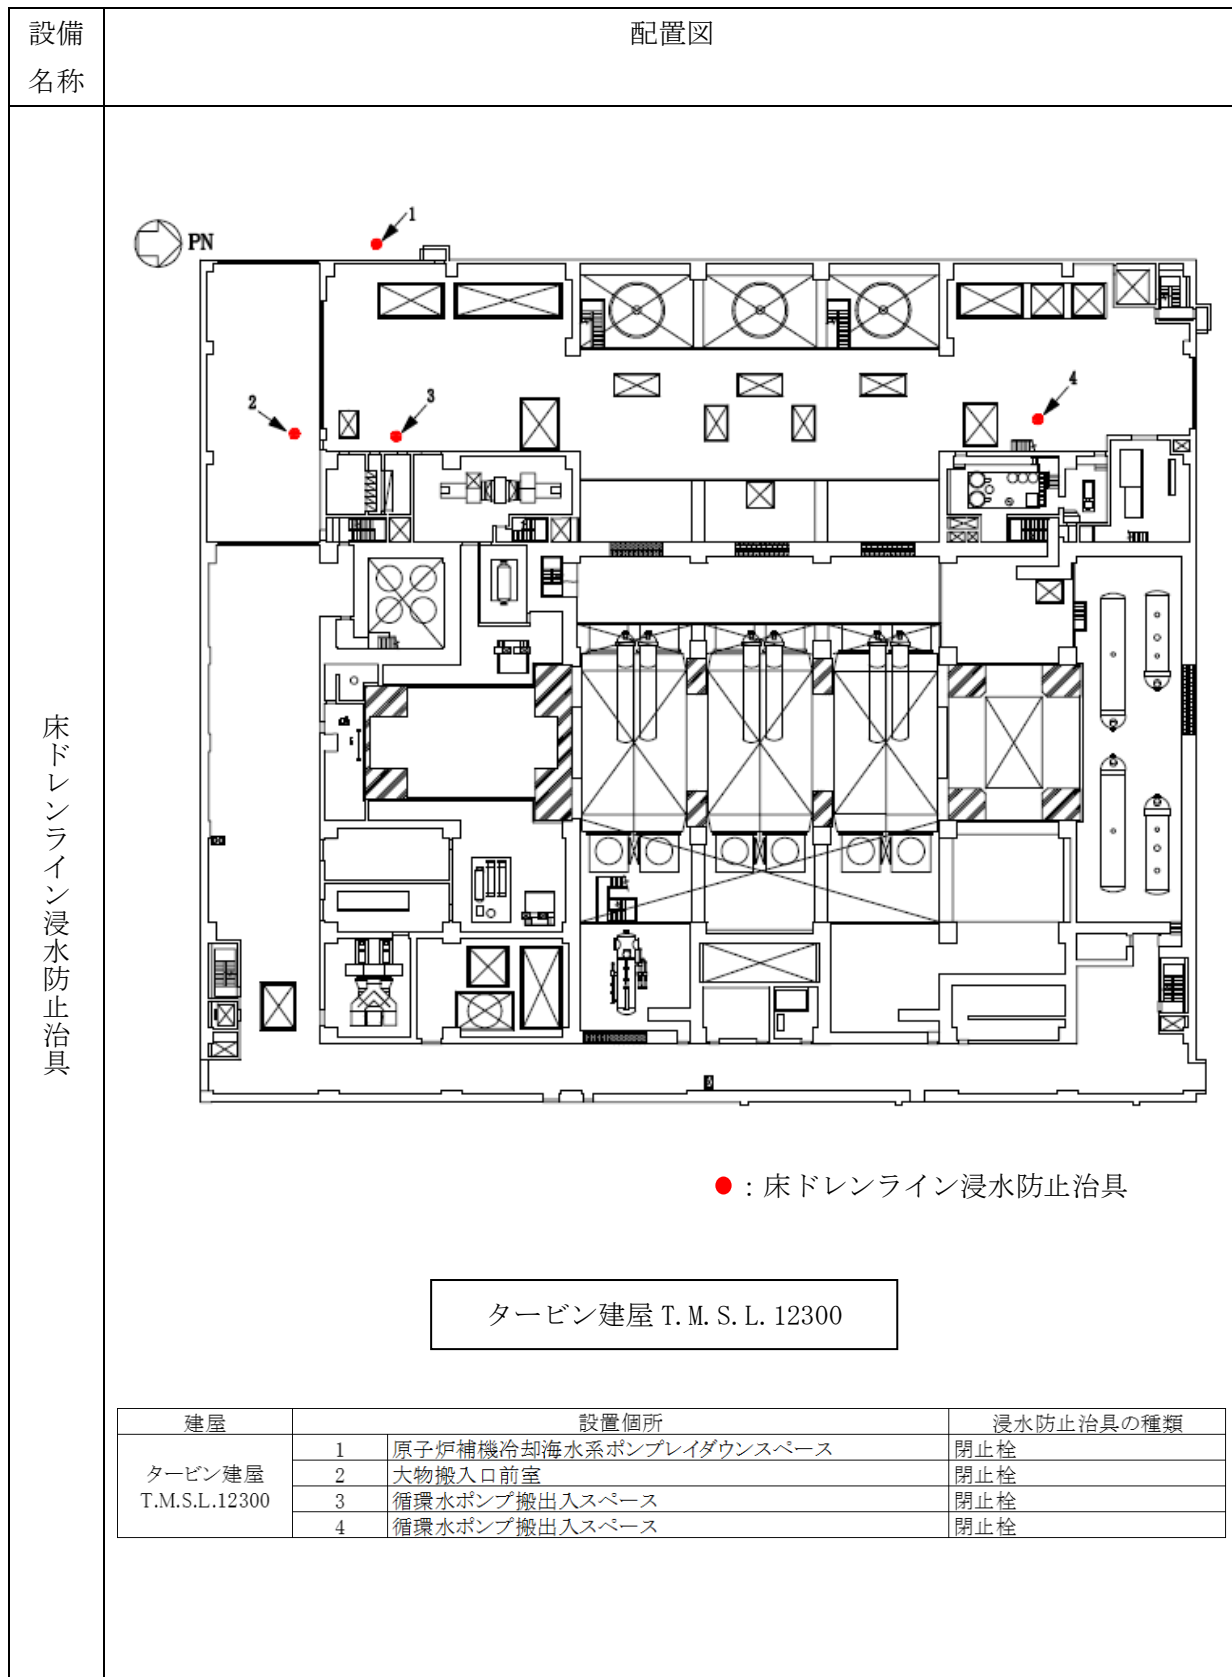 設備
名称
配置図
床ドレンライン浸水防止治具
PN
1
2
3
4
●：床ドレンライン浸水防止治具
タービン建屋 T.M.S.L.12300
建屋 設置個所 浸水防止治具の種類
タービン建屋
T.M.S.L.12300
1 原子炉補機冷却海水系ポンプレイダウンスペース 閉止栓
2 大物搬入口前室 閉止栓
3 循環水ポンプ搬出入スペース 閉止栓
4 循環水ポンプ搬出入スペース 閉止栓